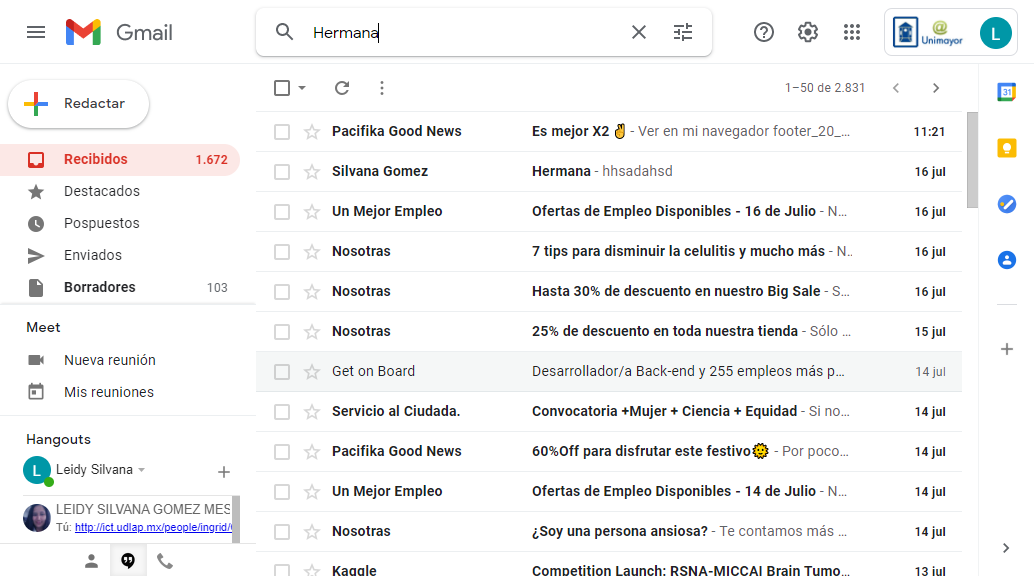 Gmail
Hermana
Unimayor
L
Redactar
1–50 de 2.831
Recibidos 1.672
Destacados
Pospuestos
Enviados
Borradores 103
Meet
Nueva reunión
Mis reuniones
Hangouts
L Leidy Silvana
LEIDY SILVANA GOMEZ MES
Tú: http://ict.udlap.mx/people/ingrid/
Pacifika Good News Es mejor X2 ✌ - Ver en mi navegador footer_20_… 11:21
Silvana Gomez Hermana - hhsadahsd 16 jul
Un Mejor Empleo Ofertas de Empleo Disponibles - 16 de Julio - N… 16 jul
Nosotras 7 tips para disminuir la celulitis y mucho más - N.. 16 jul
Nosotras Hasta 30% de descuento en nuestro Big Sale - S… 16 jul
Nosotras 25% de descuento en toda nuestra tienda - Sólo … 15 jul
Get on Board Desarrollador/a Back-end y 255 empleos más p… 14 jul
Servicio al Ciudada. Convocatoria +Mujer + Ciencia + Equidad - Si no… 14 jul
Pacifika Good News 60%Off para disfrutar este festivo🌞 - Por poco… 14 jul
Un Mejor Empleo Ofertas de Empleo Disponibles - 14 de Julio - N… 14 jul
Nosotras ¿Soy una persona ansiosa? - Te contamos más … 14 jul
Kaggle Competition Launch: RSNA-MICCAI Brain Tumo… 13 jul
31